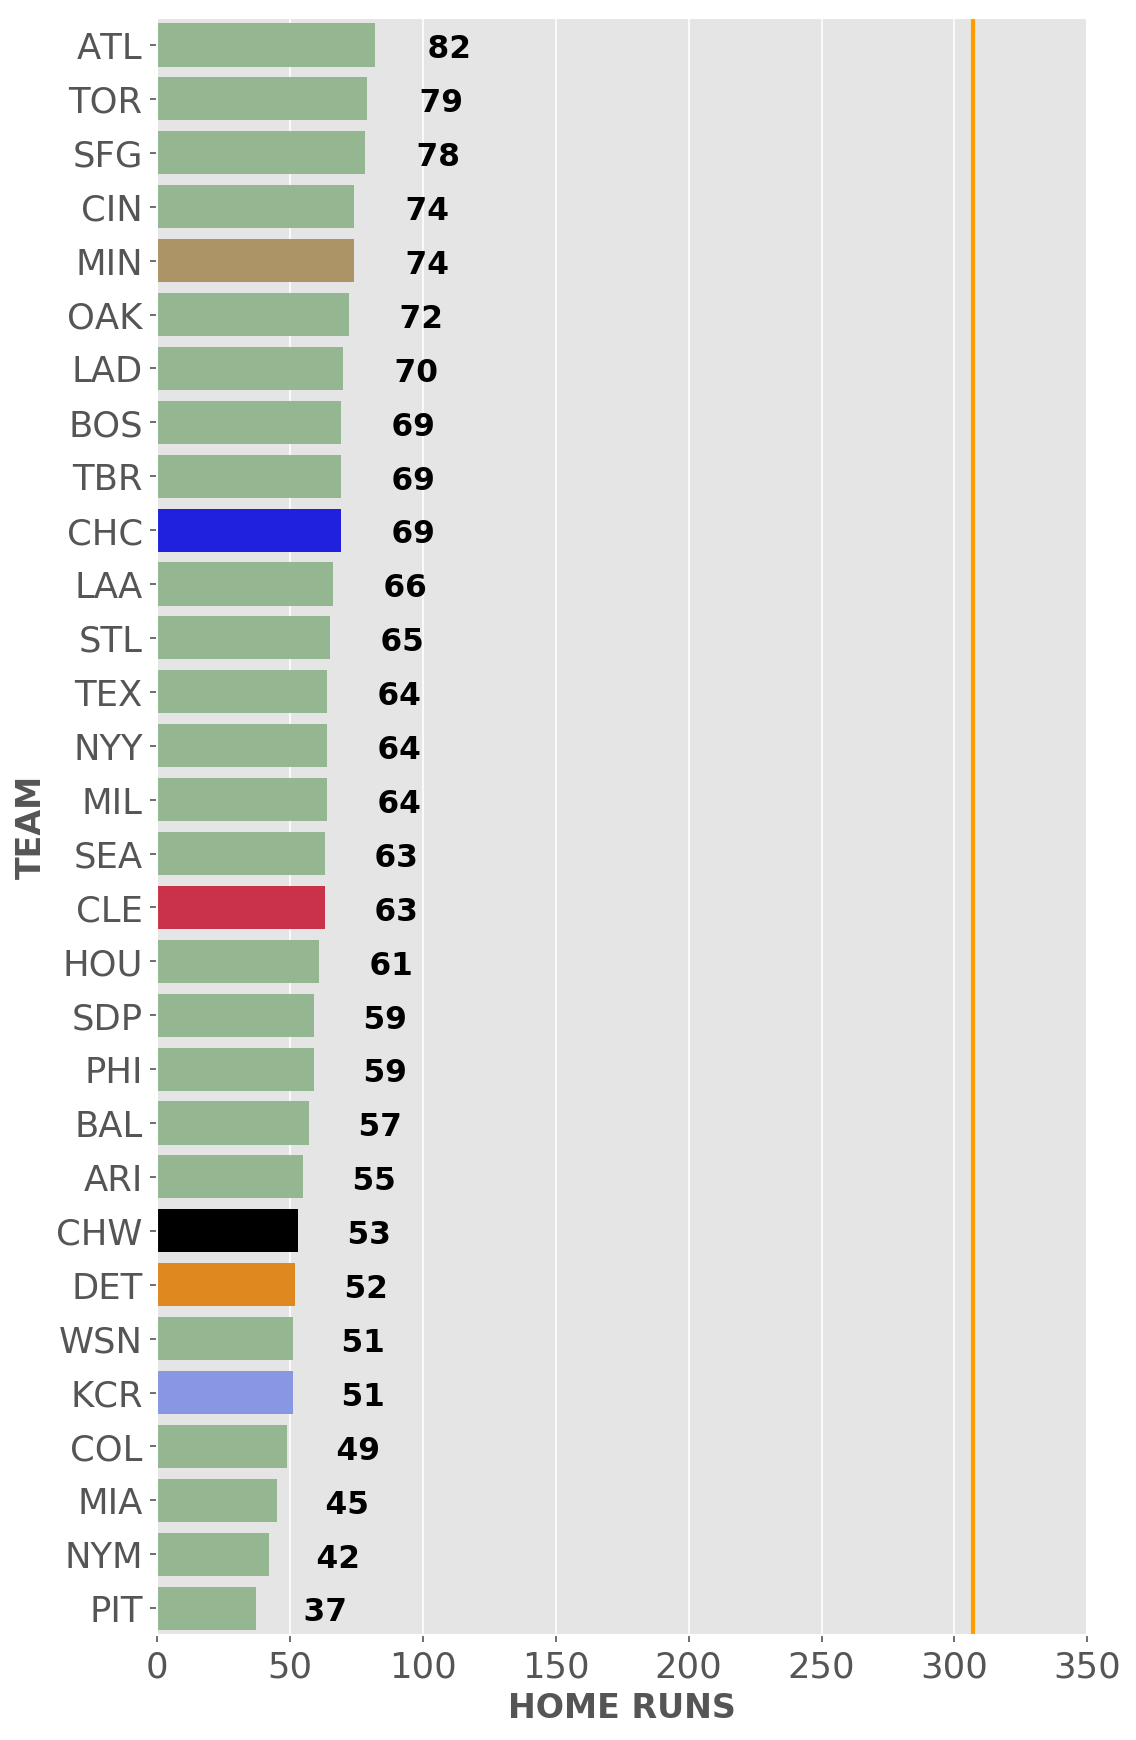 ATL 82
TOR 79
SFG 78
CIN 74
MIN 74
OAK 72
LAD 70
BOS 69
TBR 69
CHC 69
LAA 66
STL 65
TEX 64
NYY 64
MIL 64
TEAM
SEA 63
CLE 63
HOU 61
SDP 59
PHI 59
BAL 57
ARI 55
CHW 53
DET 52
WSN 51
KCR 51
COL 49
MIA 45
NYM 42
PIT 37
0 50 100 150 200 250 300 350
HOME RUNS